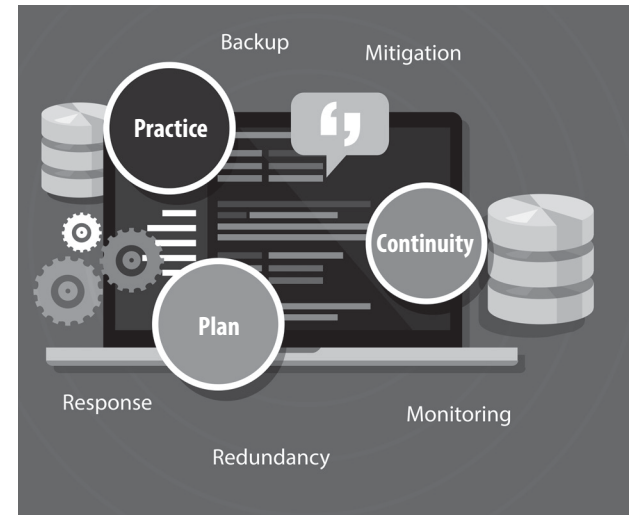 Backup
Mitigation
Practice
Continuity
Plan
Response
Monitoring
Redundancy